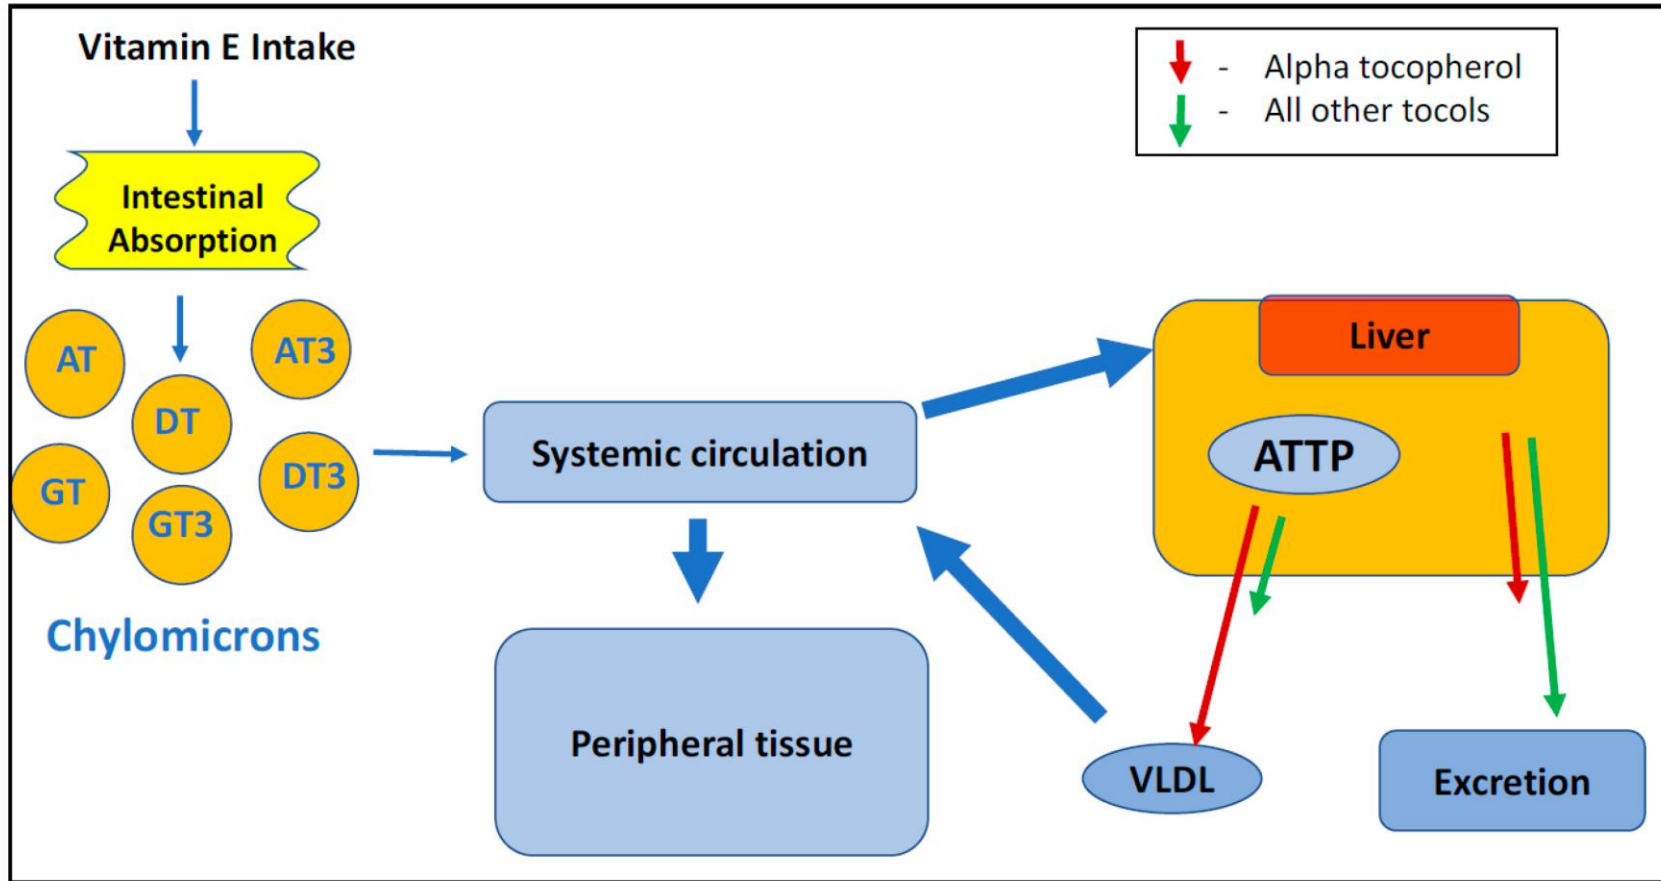 Vitamin E Intake
- Alpha tocopherol
- All other tocols
Intestinal
Absorption
AT
AT3
DT
GT
DT3
GT3
Chylomicrons
Systemic circulation
Peripheral tissue
Liver
ATTP
VLDL
Excretion